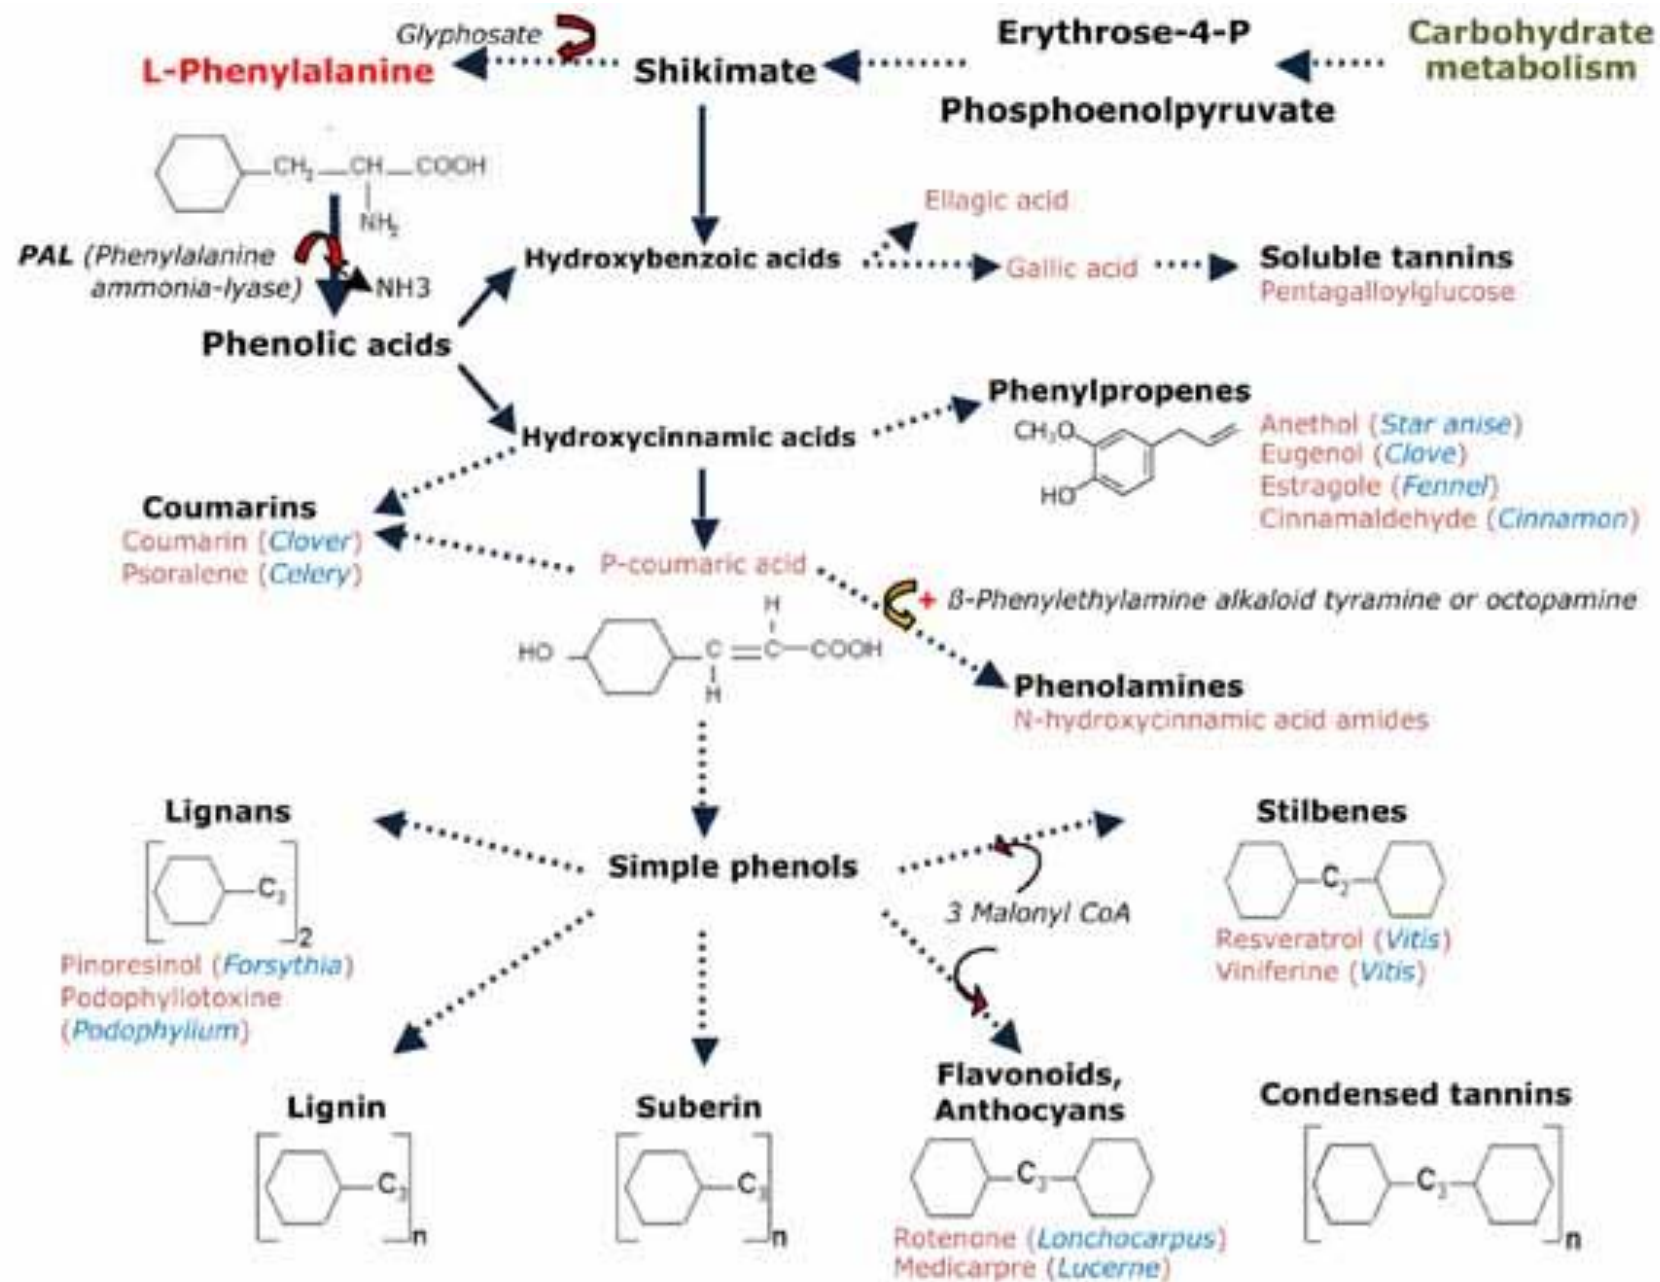 Glyphosate
L-Phenylalanine
Shikimate
Erythrose-4-P
Phosphoenolpyruvate
Carbohydrate
metabolism
CH2 CH COOH
NH2
PAL (Phenylalanine
ammonia-lyase)
NH3
Phenolic acids
Hydroxybenzoic acids
Ellagic acid
Gallic acid
Soluble tannins
Pentagalloylglucose
Hydroxycinnamic acids
Phenylpropenes
CH3O
HO
Anethol (Star anise)
Eugenol (Clove)
Estragole (Fennel)
Cinnamaldehyde (Cinnamon)
Coumarins
Coumarin (Clover)
Psoralene (Celery)
P-coumaric acid
+ ß-Phenylethylamine alkaloid tyramine or octopamine
H
HO C=C-COOH
H
Phenolamines
N-hydroxycinnamic acid amides
Lignans
C3
2
Pinoresinol (Forsythia)
Podophyllotoxine
(Podophyllum)
Simple phenols
3 Malonyl CoA
Stilbenes
C2
Resveratrol (Vitis)
Viniferine (Vitis)
Lignin
C3
n
Suberin
C3
n
Flavonoids,
Anthocyans
C3
Rotenone (Lonchocarpus)
Medicarpre (Lucerne)
Condensed tannins
C3
n